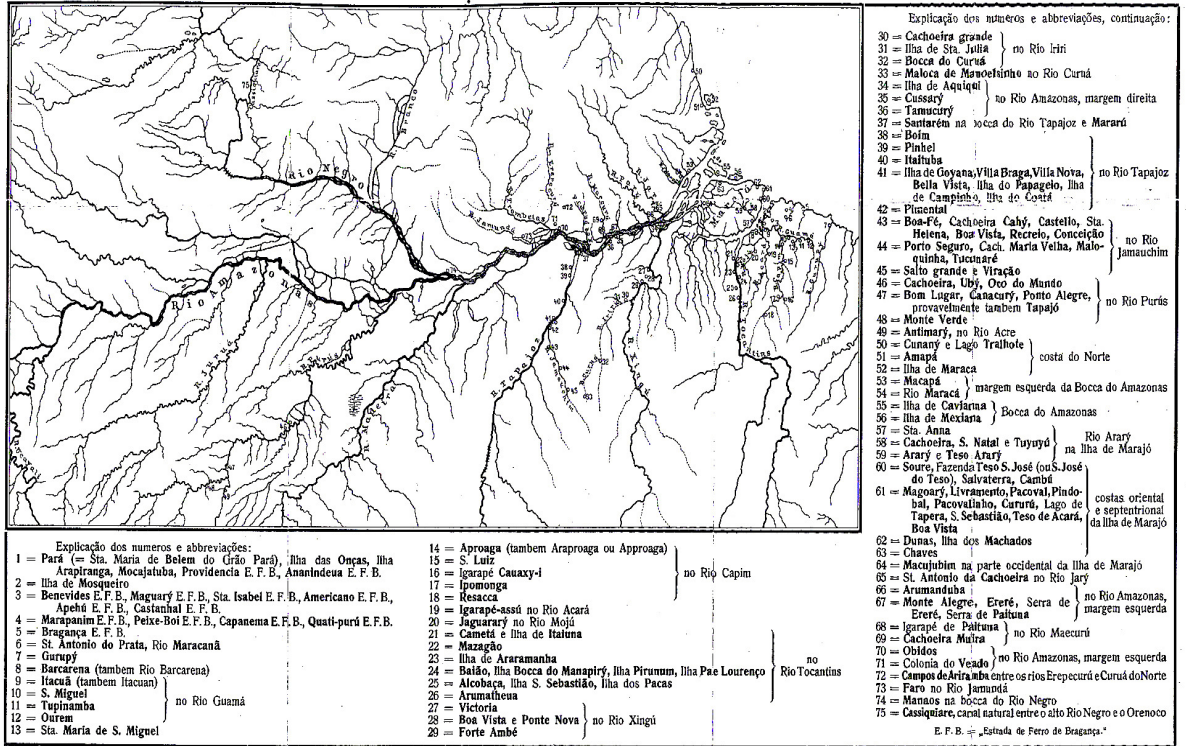 Rio Negro
R. Branco
Rio Amazonas
R. Juruá
R. Purús
R. Madeira
R. Tapajoz
R. Jamauchim
R. Xingú
R. Tocantins
R. Jamundá
Explicação dos numeros e abbreviações:
1 = Pará (= Sta. Maria de Belem do Grão Pará), Ilha das Onças, Ilha
Arapiranga, Mocajatuba, Providencia E. F. B., Ananindeua E. F. B.
2 = Ilha de Mosqueiro
3 = Benevides E. F. B., Maguarý E. F. B., Sta. Isabel E. F. B., Americano E. F. B.,
Apehú E. F. B., Castanhal E. F. B.
4 = Marapanim E. F. B., Peixe-Boi E. F. B., Capanema E. F. B., Quati-purú E. F. B.
5 = Bragança E. F. B.
6 = St. Antonio do Prata, Rio Maracanã
7 = Gurupý
8 = Barcarena (tambem Rio Barcarena)
9 = Itacuã (tambem Itacuan)
10 = S. Miguel
11 = Tupinamba
12 = Ourem
no Rio Guamá
13 = Sta. Maria de S. Miguel
14 = Aproaga (tambem Araproaga ou Approaga)
15 = S. Luiz
16 = Igarapé Cauaxy-i
17 = Ipomonga
18 = Resacca
no Rio Capim
19 = Igarapé-assú no Rio Acará
20 = Jaguarary no Rio Mojú
21 = Cametá e Ilha de Itaiuna
22 = Mazagão
23 = Ilha de Araramanha
24 = Baião, Ilha Bocca do Manapirý, Ilha Pirunum, Ilha Pae Lourenço
25 = Alcobaça, Ilha S. Sebastião, Ilha dos Pacas
26 = Arumatheua
no
Rio Tocantins
27 = Victoria
28 = Boa Vista e Ponte Nova
29 = Forte Ambé
no Rio Xingú
Explicação dos numeros e abbreviações, continuação:
30 = Cachoeira grande
31 = Ilha de Sta. Julia
32 = Bocca do Curuá
no Rio Iriri
33 = Maloca de Manoelsinho no Rio Curuá
34 = Ilha de Aquiqui
35 = Cussarý
36 = Tamucurý
no Rio Amazonas, margem direita
37 = Santarém na bocca do Rio Tapajoz e Mararú
38 = Boim
39 = Pinhel
40 = Itaituba
41 = Ilha de Goyana, Villa Braga, Villa Nova,
Bella Vista, Ilha do Papageio, Ilha
de Campinho, Ilha do Coatá
no Rio Tapajoz
42 = Pimental
43 = Boa-Fé, Cachoeira Cahý, Castello, Sta.
Helena, Boa Vista, Recreio, Conceição
44 = Porto Seguro, Cach. Maria Velha, Malo-
quinha, Tucunaré
45 = Salto grande e Viração
no Rio
Jamauchim
46 = Cachoeira, Ubý, Oco do Mundo
47 = Bom Lugar, Canacurý, Ponto Alegre,
provavelmente tambem Tapajó
48 = Monte Verde
no Rio Purús
49 = Antimarý, no Rio Acre
50 = Cunaný e Lago Tralhote
51 = Amapá
52 = Ilha de Maraca
costa do Norte
53 = Macapá
54 = Rio Maracá
margem esquerda da Bocca do Amazonas
55 = Ilha de Cavianna
56 = Ilha de Mexiana
Bocca do Amazonas
57 = Sta. Anna
58 = Cachoeira, S. Natal e Tuyuyú
59 = Ararý e Teso Ararý
Rio Ararý
na Ilha de Marajó
60 = Soure, Fazenda Teso S. José (ou S. José
do Teso), Salvaterra, Cambú
61 = Magoarý, Livramento, Pacoval, Pindo-
bal, Pacovalinho, Cururú, Lago de
Tapera, S. Sebastião, Teso de Acará,
Boa Vista
62 = Dunas, Ilha dos Machados
63 = Chaves
costas oriental
e septentrional
da Ilha de Marajó
64 = Macujubim na parte occidental da Ilha de Marajó
65 = St. Antonio da Cachoeira no Rio Jarý
66 = Arumanduba
67 = Monte Alegre, Ereré, Serra de
Ereré, Serra de Paituna
no Rio Amazonas,
margem esquerda
68 = Igarapé de Paituna
69 = Cachoeira Muira
no Rio Maecurú
70 = Obidos
71 = Colonia do Veado
no Rio Amazonas, margem esquerda
72 = Campos de Ariramba entre os rios Erepecurú e Curuá do Norte
73 = Faro no Rio Jamundá
74 = Manaos na bocca do Rio Negro
75 = Cassiquiare, canal natural entre o alto Rio Negro e o Orenoco
E. F. B. = „Estrada de Ferro de Bragança."